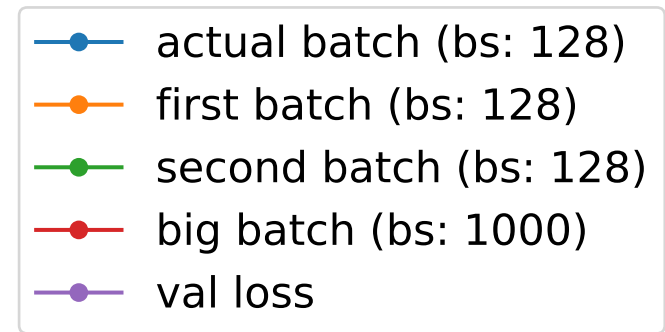 actual batch (bs: 128)
first batch (bs: 128)
second batch (bs: 128)
big batch (bs: 1000)
val loss